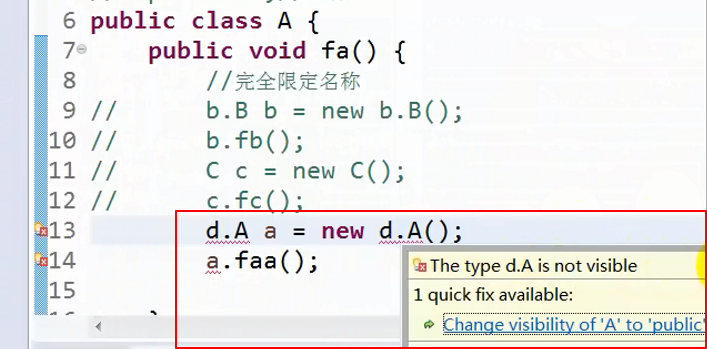 6 public class A {
7 public void fa() {
8 //完全限定名称
9 // b.B b = new b.B();
10 // b.fb();
11 // C c = new C();
12 // c.fc();
13 d.A a = new d.A();
14 a.faa();
The type d.A is not visible
15
1 quick fix available:
Change visibility of 'A' to 'public'